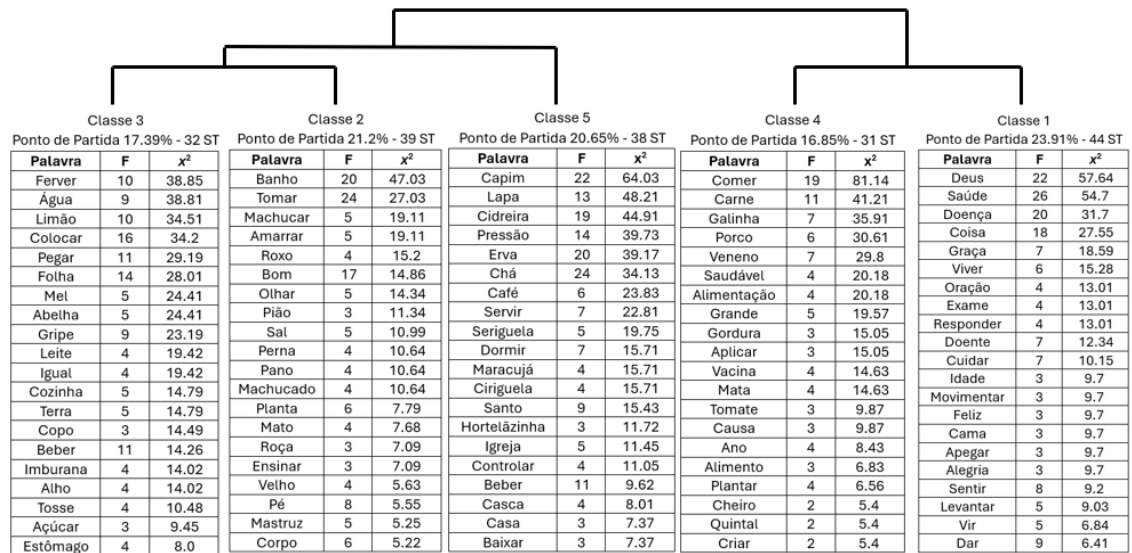 Classe 3
Ponto de Partida 17.39% - 32 ST
Palavra F x²
Ferver 10 38.85
Água 9 38.81
Limão 10 34.51
Colocar 16 34.2
Pegar 11 29.19
Folha 14 28.01
Mel 5 24.41
Abelha 5 24.41
Gripe 9 23.19
Leite 4 19.42
Igual 4 19.42
Cozinha 5 14.79
Terra 5 14.79
Copo 3 14.49
Beber 11 14.26
Imburana 4 14.02
Alho 4 14.02
Tosse 4 10.48
Açúcar 3 9.45
Estômago 4 8.0
Classe 2
Ponto de Partida 21.2% - 39 ST
Palavra F x²
Banho 20 47.03
Tomar 24 27.03
Machucar 5 19.11
Amarrar 5 19.11
Roxo 4 15.2
Bom 17 14.86
Olhar 5 14.34
Pião 3 11.34
Sal 5 10.99
Perna 4 10.64
Pano 4 10.64
Machucado 4 10.64
Planta 6 7.79
Mato 4 7.68
Roça 3 7.09
Ensinar 3 7.09
Velho 4 5.63
Pé 8 5.55
Mastruz 5 5.25
Corpo 6 5.22
Classe 5
Ponto de Partida 20.65% - 38 ST
Palavra F x²
Capim 22 64.03
Lapa 13 48.21
Cidreira 19 44.91
Pressão 14 39.73
Erva 20 39.17
Chá 24 34.13
Café 6 23.83
Servir 7 22.81
Seriguela 5 19.75
Dormir 7 15.71
Maracujá 4 15.71
Ciriguela 4 15.71
Santo 9 15.43
Hortelãzinha 3 11.72
Igreja 5 11.45
Controlar 4 11.05
Beber 11 9.62
Casca 4 8.01
Casa 3 7.37
Baixar 3 7.37
Classe 4
Ponto de Partida 16.85% - 31 ST
Palavra F x²
Comer 19 81.14
Carne 11 41.21
Galinha 7 35.91
Porco 6 30.61
Veneno 7 29.8
Saudável 4 20.18
Alimentação 4 20.18
Grande 5 19.57
Gordura 3 15.05
Aplicar 3 15.05
Vacina 4 14.63
Mata 4 14.63
Tomate 3 9.87
Causa 3 9.87
Ano 4 8.43
Alimento 3 6.83
Plantar 4 6.56
Cheiro 2 5.4
Quintal 2 5.4
Criar 2 5.4
Classe 1
Ponto de Partida 23.91% - 44 ST
Palavra F x²
Deus 22 57.64
Saúde 26 54.7
Doença 20 31.7
Coisa 18 27.55
Graça 7 18.59
Viver 6 15.28
Oração 4 13.01
Exame 4 13.01
Responder 4 13.01
Doente 7 12.34
Cuidar 7 10.15
Idade 3 9.7
Movimentar 3 9.7
Feliz 3 9.7
Cama 3 9.7
Apegar 3 9.7
Alegria 3 9.7
Sentir 8 9.2
Levantar 5 9.03
Vir 5 6.84
Dar 9 6.41